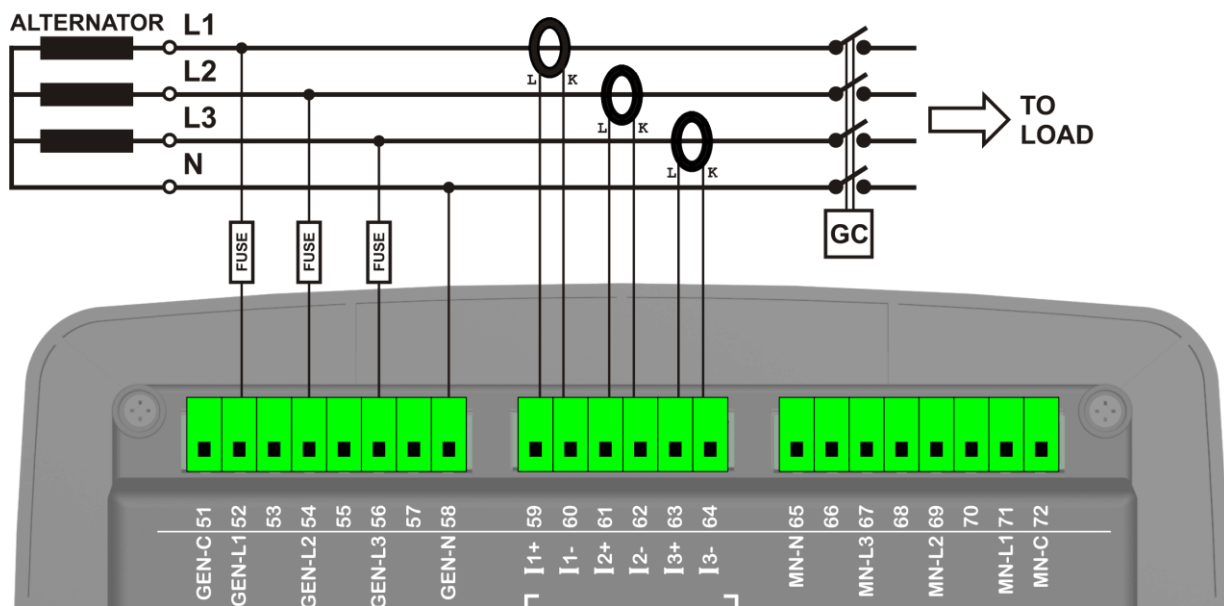 ALTERNATOR
L1
L2
L3
N
L K
L K
L K
TO
LOAD
GC
FUSE
FUSE
FUSE
GEN-C 51
GEN-L1 52
53
GEN-L2 54
55
GEN-L3 56
57
GEN-N 58
I1+ 59
I1- 60
I2+ 61
I2- 62
I3+ 63
I3- 64
MN-N 65
66
MN-L3 67
68
MN-L2 69
70
MN-L1 71
MN-C 72